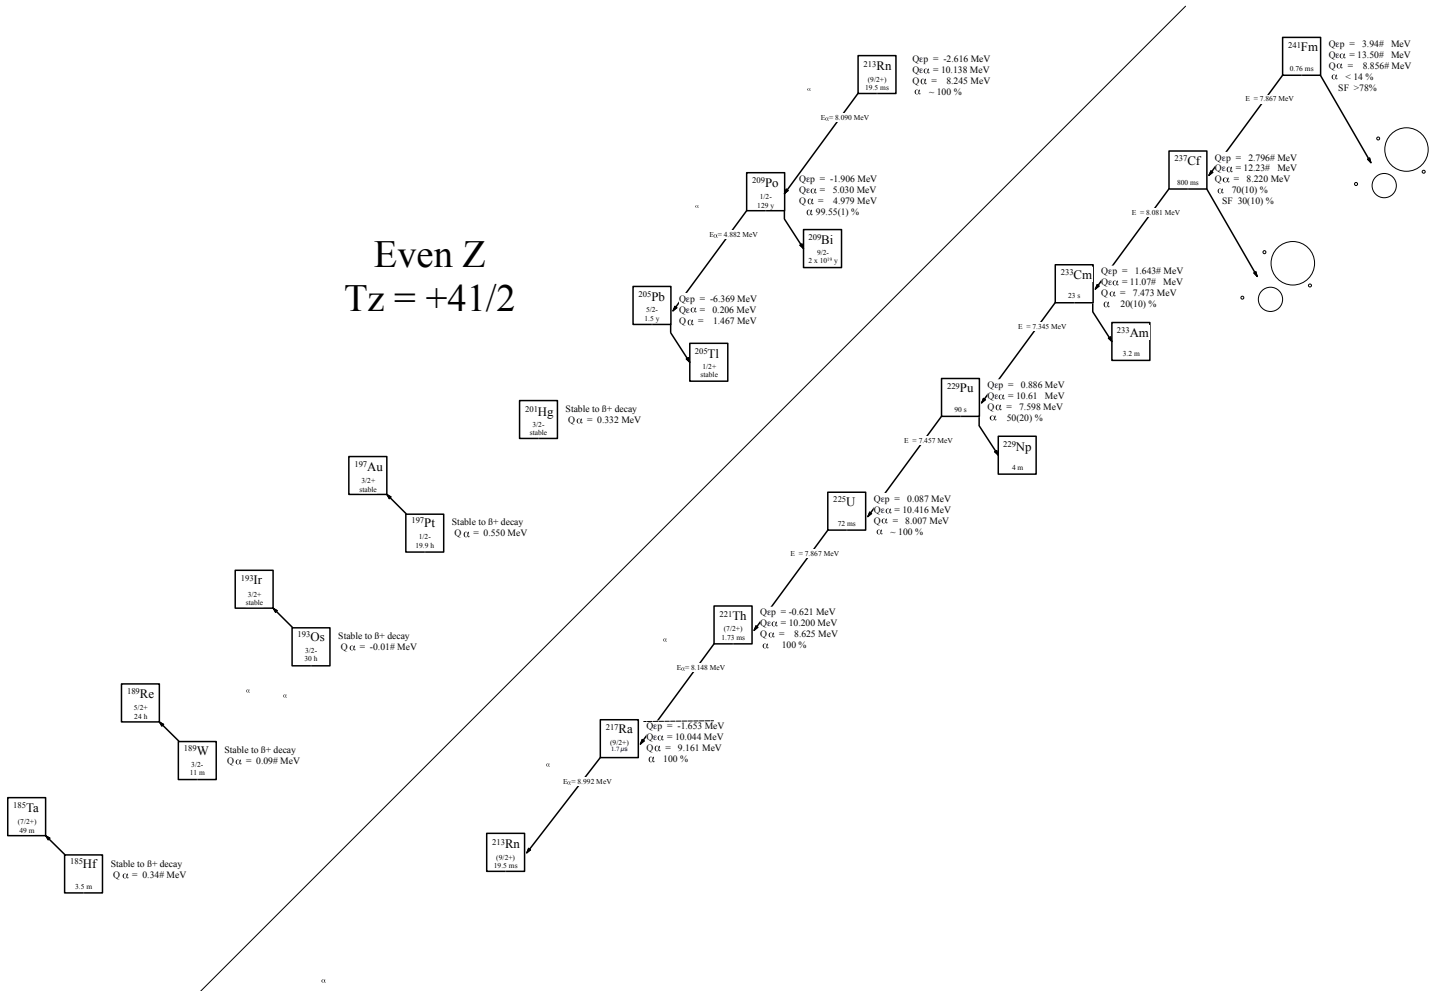 Even Z
Tz = +41/2
213Rn
(9/2+)
19.5 ms
Qεp = -2.616 MeV
Qεα = 10.138 MeV
Qα = 8.245 MeV
α ~ 100 %
Eα= 8.090 MeV
α
209Po
1/2-
129 y
Qεp = -1.906 MeV
Qεα = 5.030 MeV
Qα = 4.979 MeV
α 99.55(1) %
α
Eα= 4.882 MeV
209Bi
9/2-
2 x 10¹⁹ y
205Pb
5/2-
1.5 y
Qεp = -6.369 MeV
Qεα = 0.206 MeV
Qα = 1.467 MeV
205Tl
1/2+
stable
201Hg
3/2-
stable
Stable to ß+ decay
Qα = 0.332 MeV
197Au
3/2+
stable
197Pt
1/2-
19.9 h
Stable to ß+ decay
Qα = 0.550 MeV
193Ir
3/2+
stable
193Os
3/2-
30 h
Stable to ß+ decay
Qα = -0.01# MeV
α
α
189Re
5/2+
24 h
189W
3/2-
11 m
Stable to ß+ decay
Qα = 0.09# MeV
185Ta
(7/2+)
49 m
185Hf
3.5 m
Stable to ß+ decay
Qα = 0.34# MeV
α
241Fm
0.76 ms
Qεp = 3.94# MeV
Qεα = 13.50# MeV
Qα = 8.856# MeV
α < 14 %
SF >78%
E = 7.867 MeV
237Cf
800 ms
Qεp = 2.796# MeV
Qεα = 12.23# MeV
Qα = 8.220 MeV
α 70(10) %
SF 30(10) %
E = 8.081 MeV
233Cm
23 s
Qεp = 1.643# MeV
Qεα = 11.07# MeV
Qα = 7.473 MeV
α 20(10) %
233Am
3.2 m
E = 7.345 MeV
229Pu
90 s
Qεp = 0.886 MeV
Qεα = 10.61 MeV
Qα = 7.598 MeV
α 50(20) %
229Np
4 m
E = 7.457 MeV
225U
72 ms
Qεp = 0.087 MeV
Qεα = 10.416 MeV
Qα = 8.007 MeV
α ~ 100 %
E = 7.867 MeV
221Th
(7/2+)
1.73 ms
Qεp = -0.621 MeV
Qεα = 10.200 MeV
Qα = 8.625 MeV
α 100 %
α
Eα= 8.148 MeV
217Ra
(9/2+)
1.7 µs
Qεp = -1.653 MeV
Qεα = 10.044 MeV
Qα = 9.161 MeV
α 100 %
α
Eα= 8.992 MeV
213Rn
(9/2+)
19.5 ms